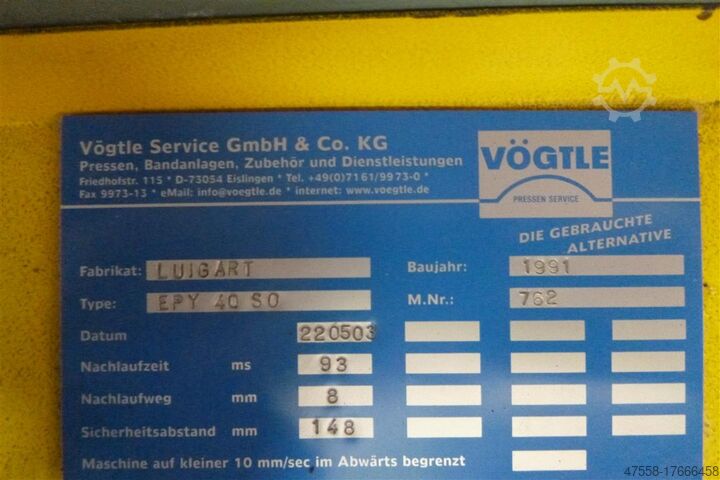 Vögtle Service GmbH & Co. KG
Pressen, Bandanlagen, Zubehör und Dienstleistungen
Friedhofstr. 115 * D-73054 Eislingen * Tel. +49(0)7161/9973-0 *
Fax 9973-13 * eMail: info@voegtle.de * internet: www.voegtle.de
VÖGTLE
PRESSEN SERVICE
DIE GEBRAUCHTE
ALTERNATIVE
Fabrikat: LUIGART Baujahr: 1991
Type: EPY 40 SO M.Nr.: 762
Datum 220503
Nachlaufzeit ms 93
Nachlaufweg mm 8
Sicherheitsabstand mm 148
Maschine auf kleiner 10 mm/sec im Abwärts begrenzt
47558-17666458